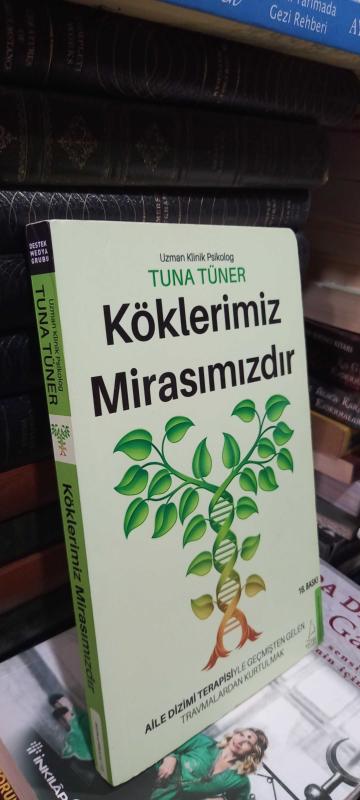 Gezi Rehberi
Uzman Klinik Psikolog
TUNA TÜNER
Köklerimiz
Mirasımızdır
18. BASKI
AİLE DİZİMİ TERAPİSİYLE GEÇMİŞTEN GELEN
TRAVMALARDAN KURTULMAK
DESTEK
MEDYA
GRUBU
Uzman Klinik Psikolog
TUNA TÜNER
Köklerimiz Mirasımızdır
İNKILAP